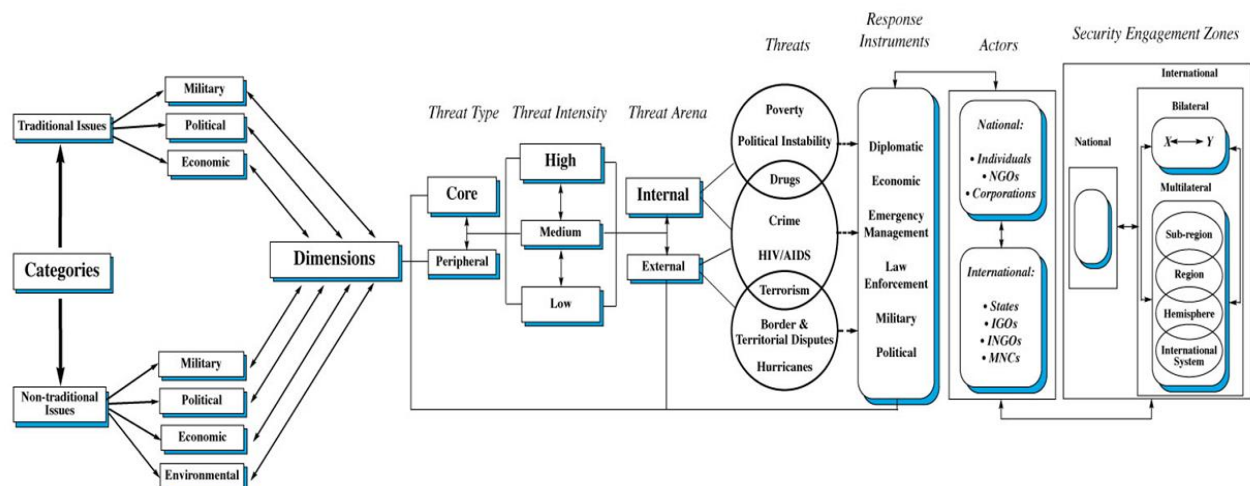 Categories
Traditional Issues
Military
Political
Economic
Non-traditional
Issues
Military
Political
Economic
Environmental
Dimensions
Threat Type
Core
Peripheral
Threat Intensity
High
Medium
Low
Threat Arena
Internal
External
Threats
Poverty
Political Instability
Drugs
Crime
HIV/AIDS
Terrorism
Border &
Territorial Disputes
Hurricanes
Response
Instruments
Diplomatic
Economic
Emergency
Management
Law
Enforcement
Military
Political
Actors
National:
• Individuals
• NGOs
• Corporations
International:
• States
• IGOs
• INGOs
• MNCs
Security Engagement Zones
National
International
Bilateral
X Y
Multilateral
Sub-region
Region
Hemisphere
International
System